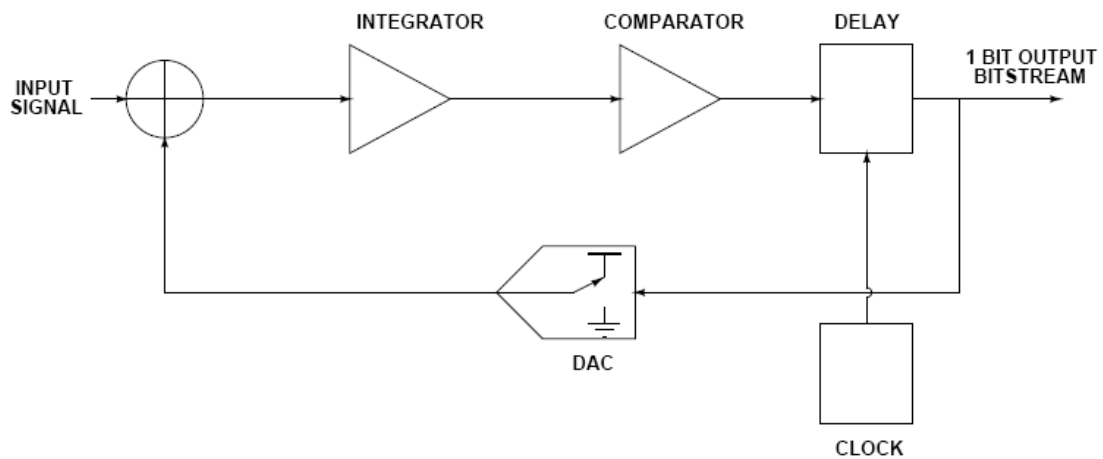 INTEGRATOR
COMPARATOR
DELAY
1 BIT OUTPUT
BITSTREAM
INPUT
SIGNAL
DAC
CLOCK